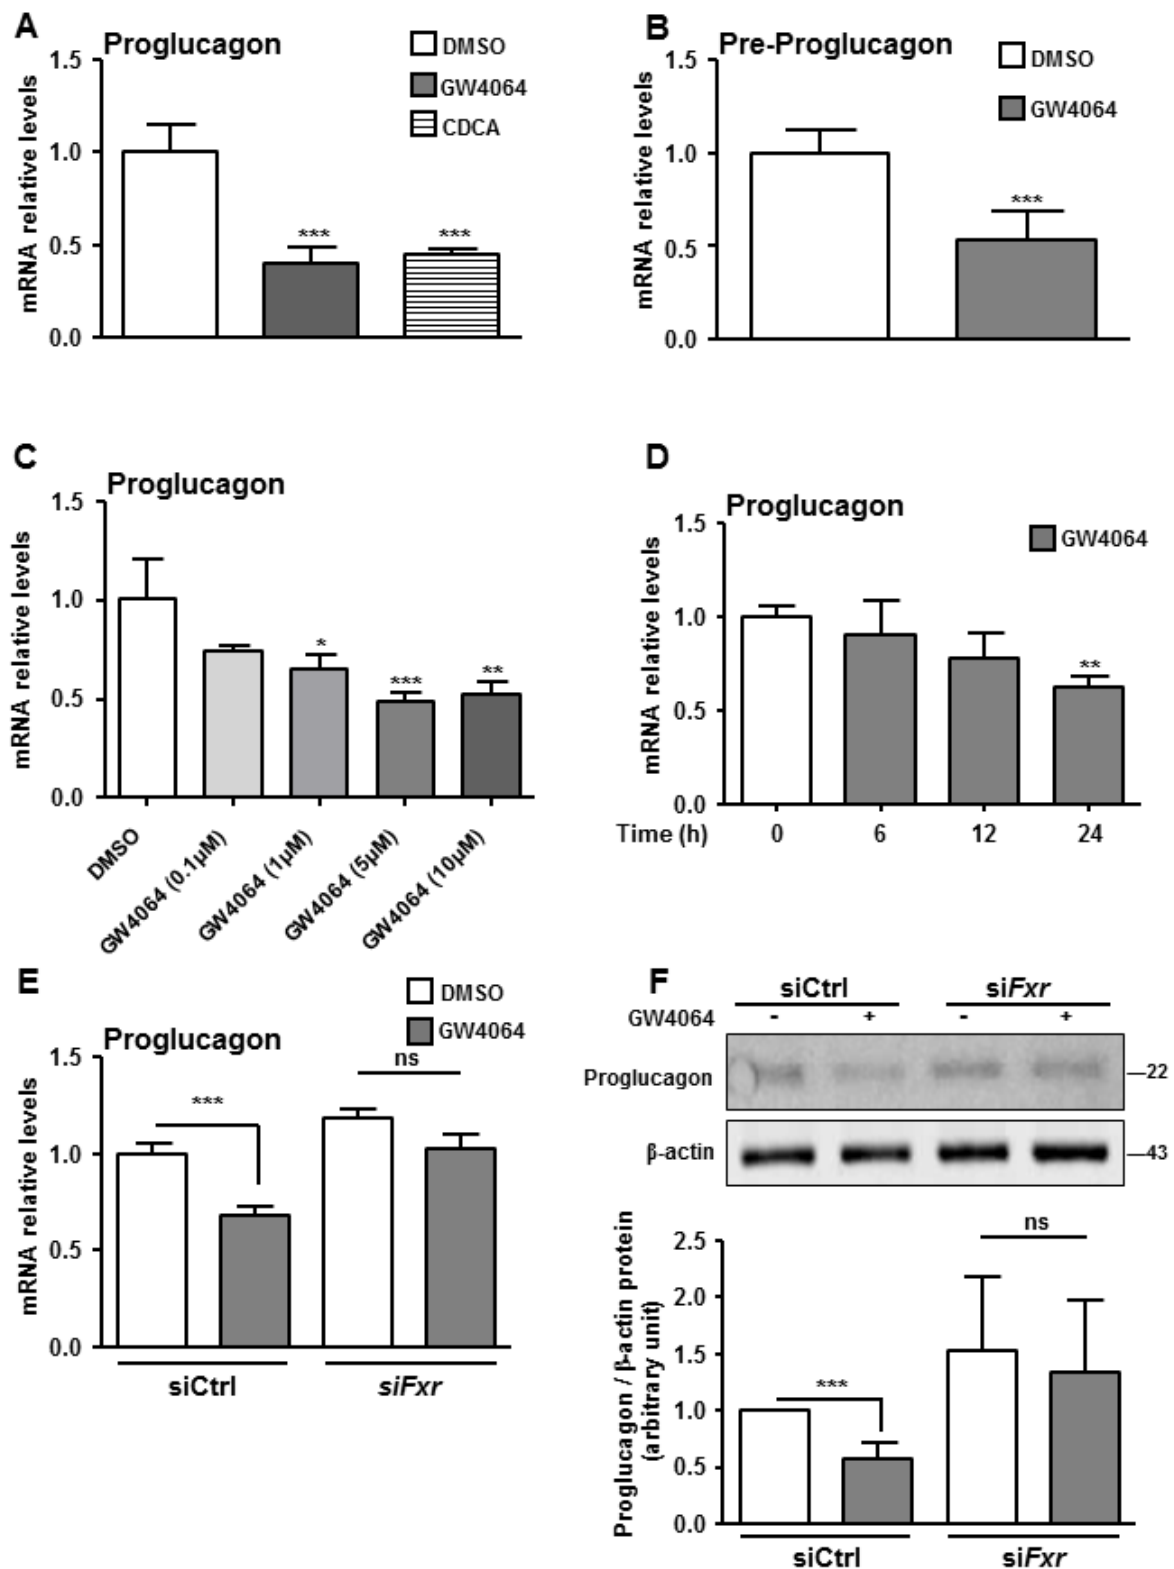 A
Proglucagon
DMSO
GW4064
CDCA
mRNA relative levels
1.5
1.0
0.5
0.0
***
***
B
Pre-Proglucagon
DMSO
GW4064
mRNA relative levels
1.5
1.0
0.5
0.0
***
C
Proglucagon
mRNA relative levels
1.5
1.0
0.5
0.0
*
***
**
DMSO
GW4064 (0.1µM)
GW4064 (1µM)
GW4064 (5µM)
GW4064 (10µM)
D
Proglucagon
GW4064
mRNA relative levels
1.5
1.0
0.5
0.0
**
Time (h) 0 6 12 24
E
Proglucagon
DMSO
GW4064
mRNA relative levels
1.5
1.0
0.5
0.0
***
ns
siCtrl siFxr
F
siCtrl siFxr
GW4064 - + - +
Proglucagon 22
β-actin 43
Proglucagon / β-actin protein
(arbitrary unit)
2.5
2.0
1.5
1.0
0.5
0.0
***
ns
siCtrl siFxr